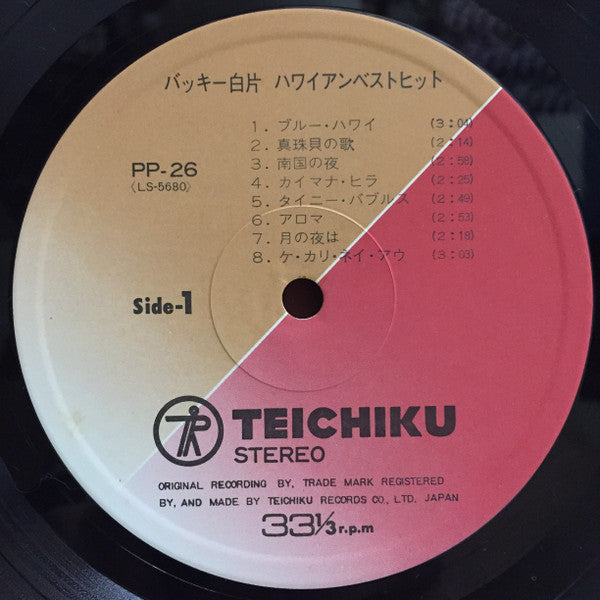 バッキー白片 ハワイアンベストヒット
1. ブルー・ハワイ (3:04)
2. 真珠貝の歌 (2:14)
3. 南国の夜 (2:58)
4. カイマナ・ヒラ (2:25)
5. タイニー・バブルス (2:49)
6. アロマ (2:53)
7. 月の夜は (2:18)
8. ケ・カリ・ネイ・アウ (3:03)
PP-26
(LS-5680)
Side-1
TEICHIKU
STEREO
ORIGINAL RECORDING BY, TRADE MARK REGISTERED
BY, AND MADE BY TEICHIKU RECORDS CO., LTD. JAPAN
33 1/3 r.p.m